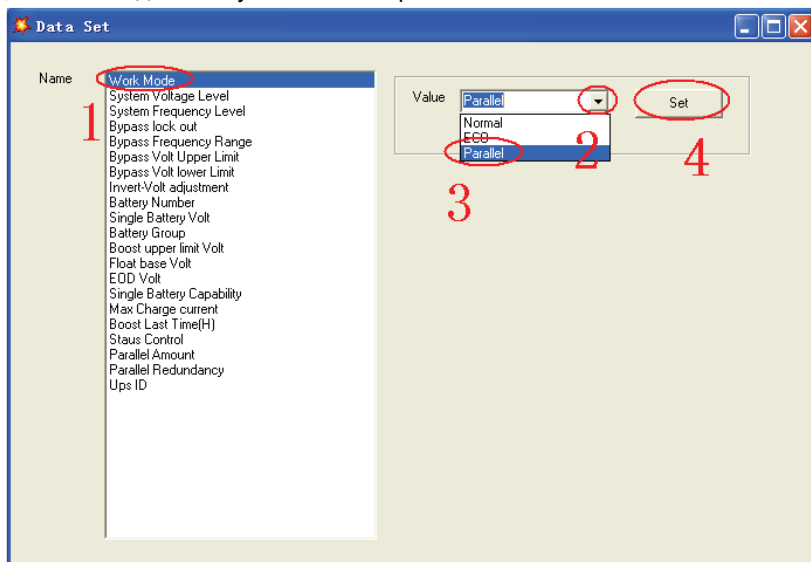 Data Set
Name
Work Mode
System Voltage Level
System Frequency Level
Bypass lock out
Bypass Frequency Range
Bypass Volt Upper Limit
Bypass Volt lower Limit
Invert-Volt adjustment
Battery Number
Single Battery Volt
Battery Group
Boost upper limit Volt
Float base Volt
EOD Volt
Single Battery Capability
Max Charge current
Boost Last Time(H)
Staus Control
Parallel Amount
Parallel Redundancy
Ups ID
1
Value
Parallel
Normal
ECO
Parallel
2
3
Set
4